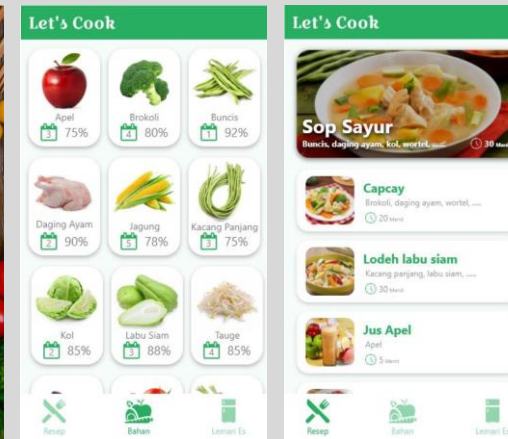 Let's Cook
Apel
3 75%
Brokoli
4 80%
Buncis
1 92%
Daging Ayam
2 90%
Jagung
5 78%
Kacang Panjang
3 75%
Kol
2 85%
Labu Siam
3 88%
Tauge
4 85%
Resep
Bahan
Lemari Es
Let's Cook
Sop Sayur
Buncis, daging ayam, kol, wortel, ......
30 Menit
Capcay
Brokoli, daging ayam, wortel, .....
20 Menit
Lodeh labu siam
Kacang panjang, labu siam, .....
30 Menit
Jus Apel
Apel
5 Menit
Resep
Bahan
Lemari Es